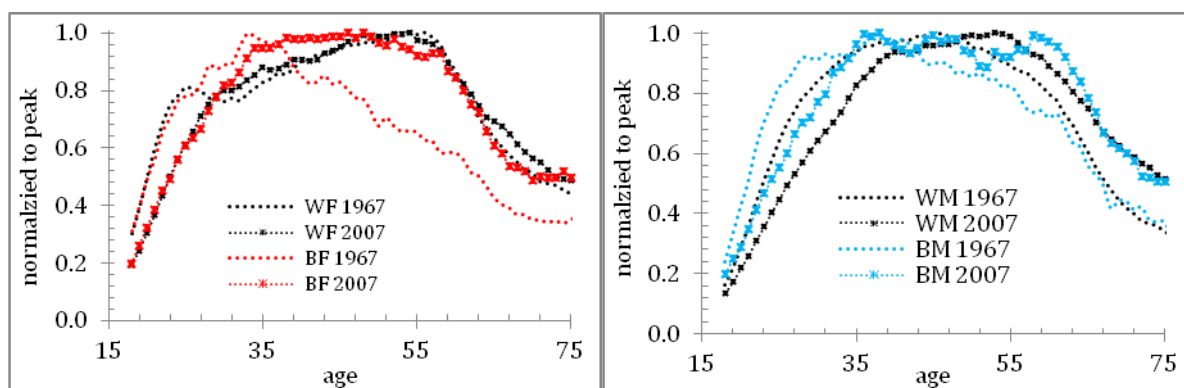 normalzied to peak
1.0
0.8
0.6
0.4
0.2
0.0
WF 1967
WF 2007
BF 1967
BF 2007
15 35 55 75
age
normalzied to peak
1.0
0.8
0.6
0.4
0.2
0.0
WM 1967
WM 2007
BM 1967
BM 2007
15 35 55 75
age